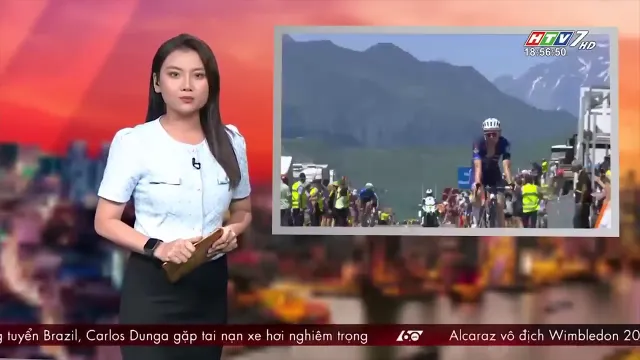 HTV7 HD
18:56:50
tuyển Brazil, Carlos Dunga gặp tai nạn xe hơi nghiêm trọng 60 Alcaraz vô địch Wimbledon 20